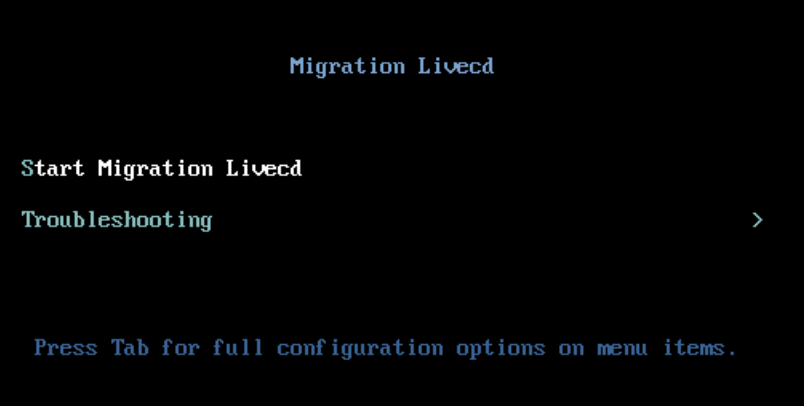 Migration Livecd
Start Migration Livecd
Troubleshooting >
Press Tab for full configuration options on menu items.